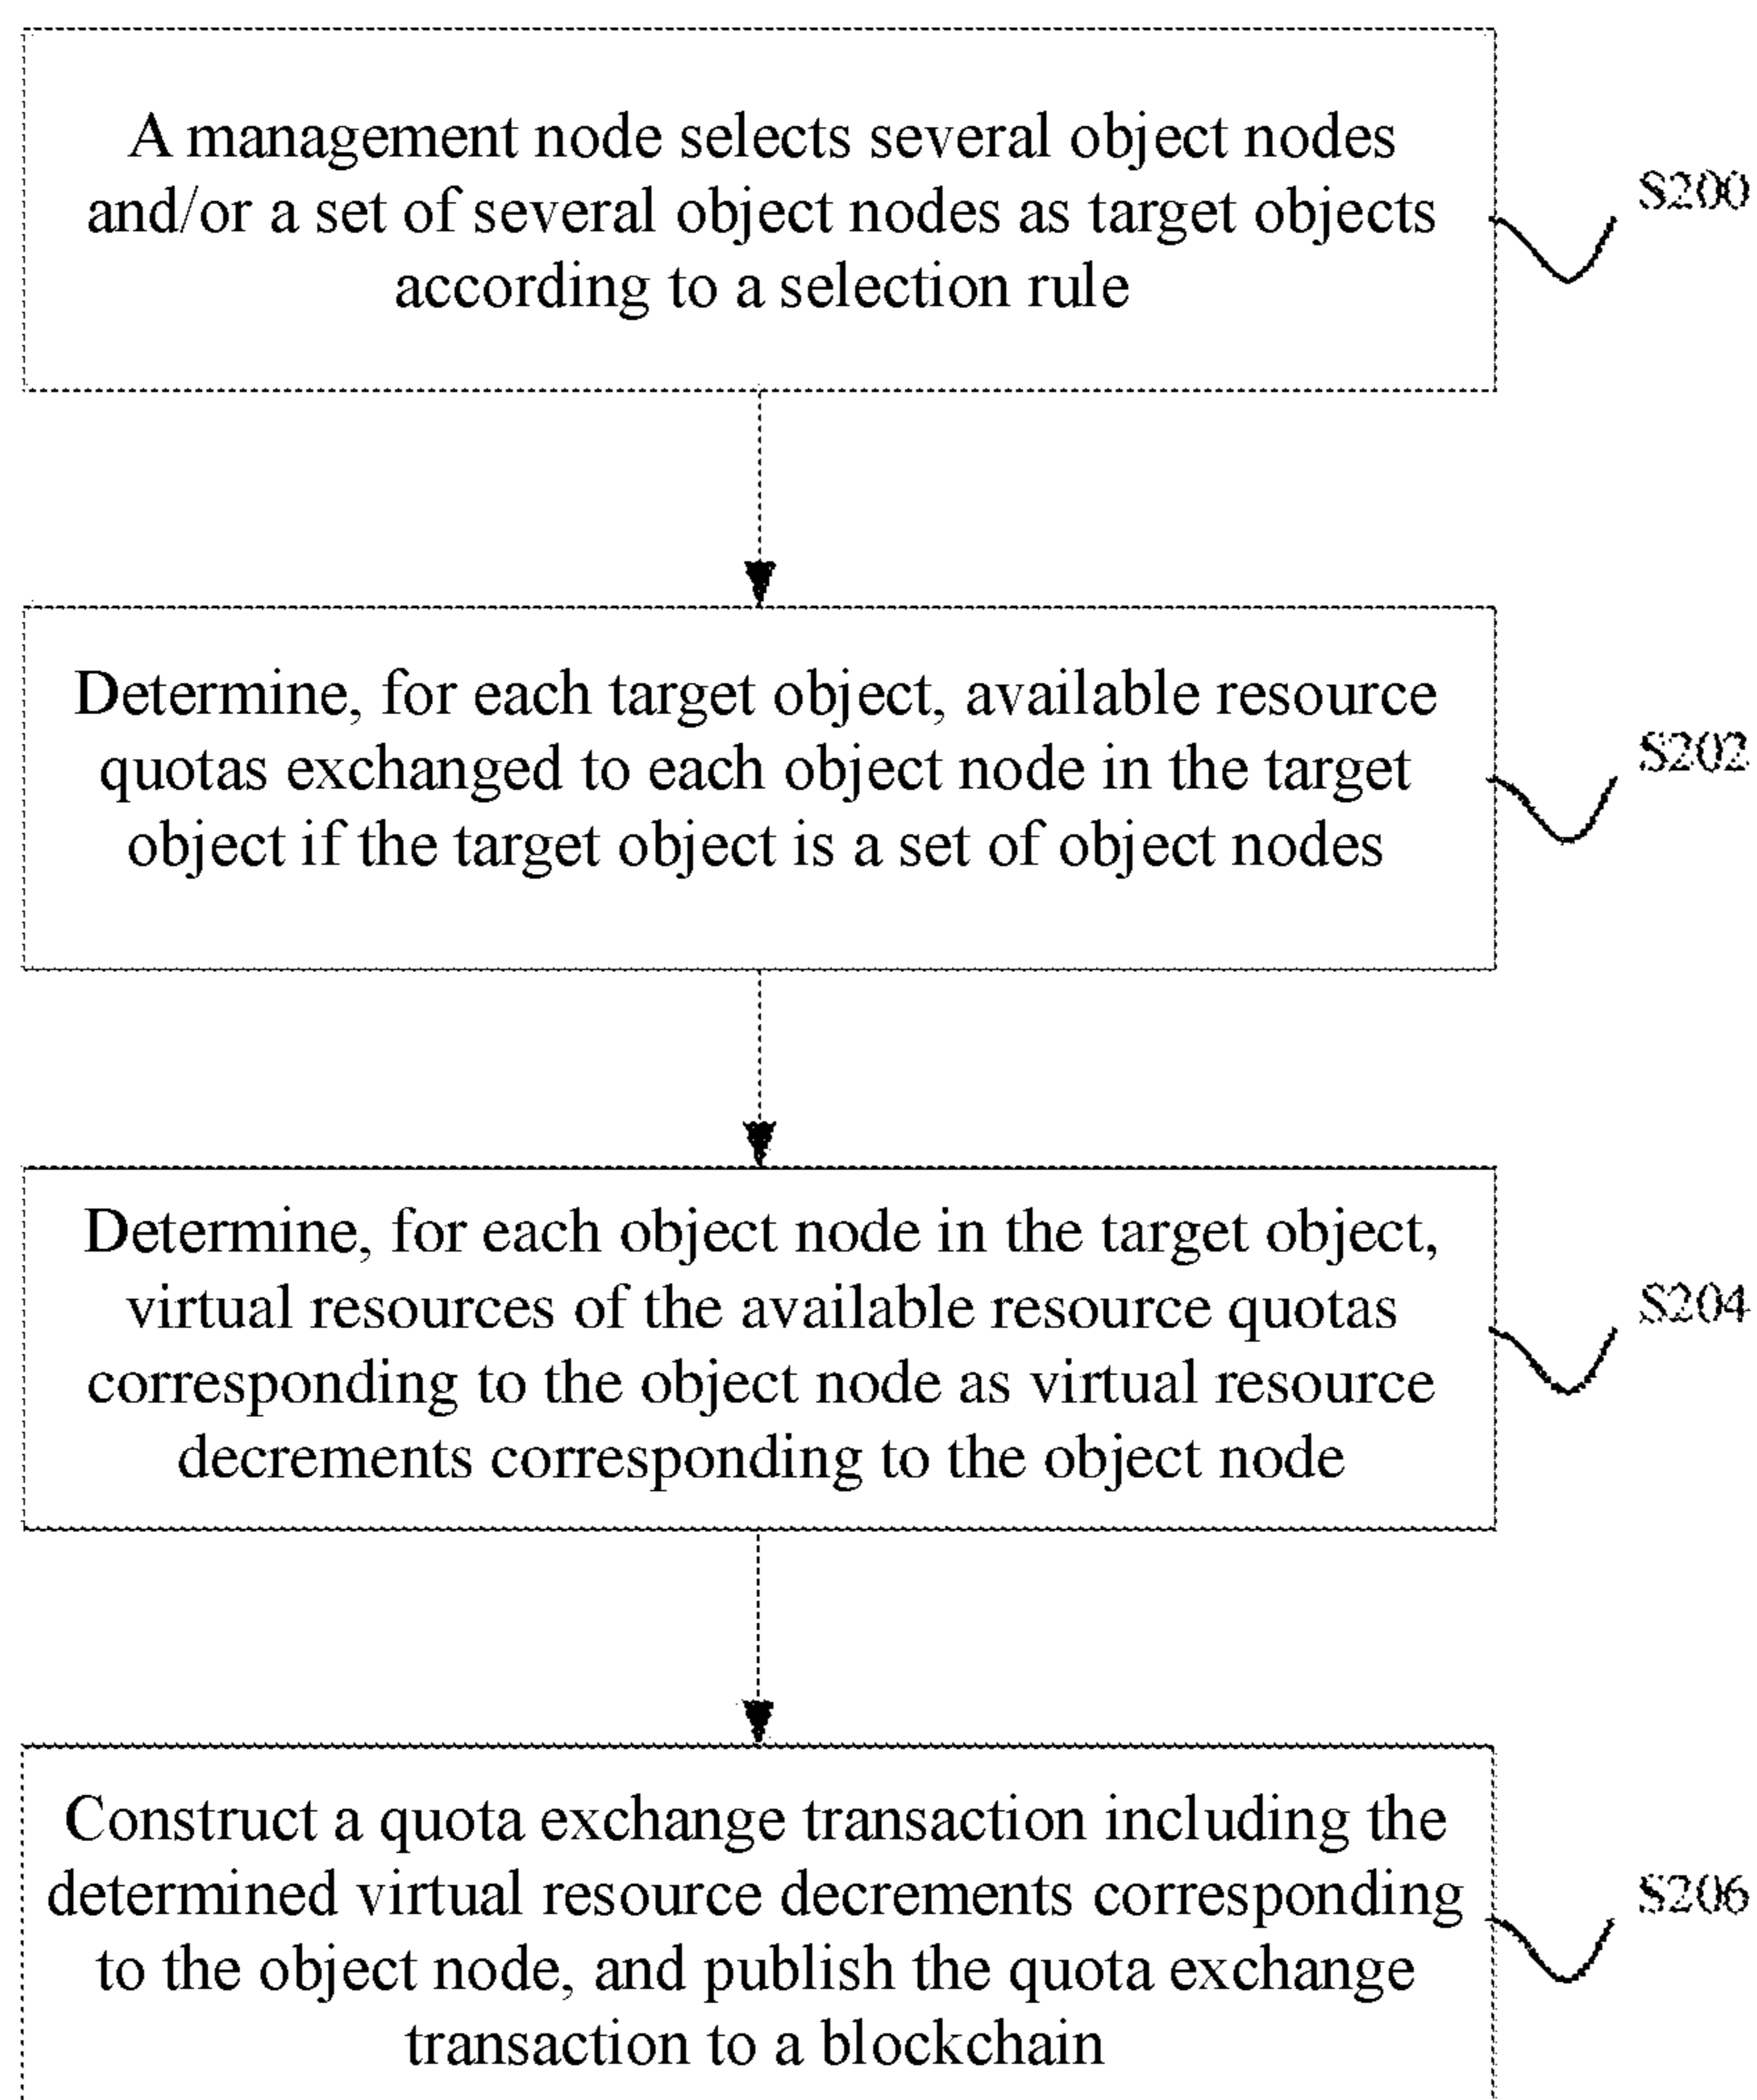 A management node selects several object nodes
and/or a set of several object nodes as target objects
according to a selection rule
S200
Determine, for each target object, available resource
quotas exchanged to each object node in the target
object if the target object is a set of object nodes
S202
Determine, for each object node in the target object,
virtual resources of the available resource quotas
corresponding to the object node as virtual resource
decrements corresponding to the object node
S204
Construct a quota exchange transaction including the
determined virtual resource decrements corresponding
to the object node, and publish the quota exchange
transaction to a blockchain
S206